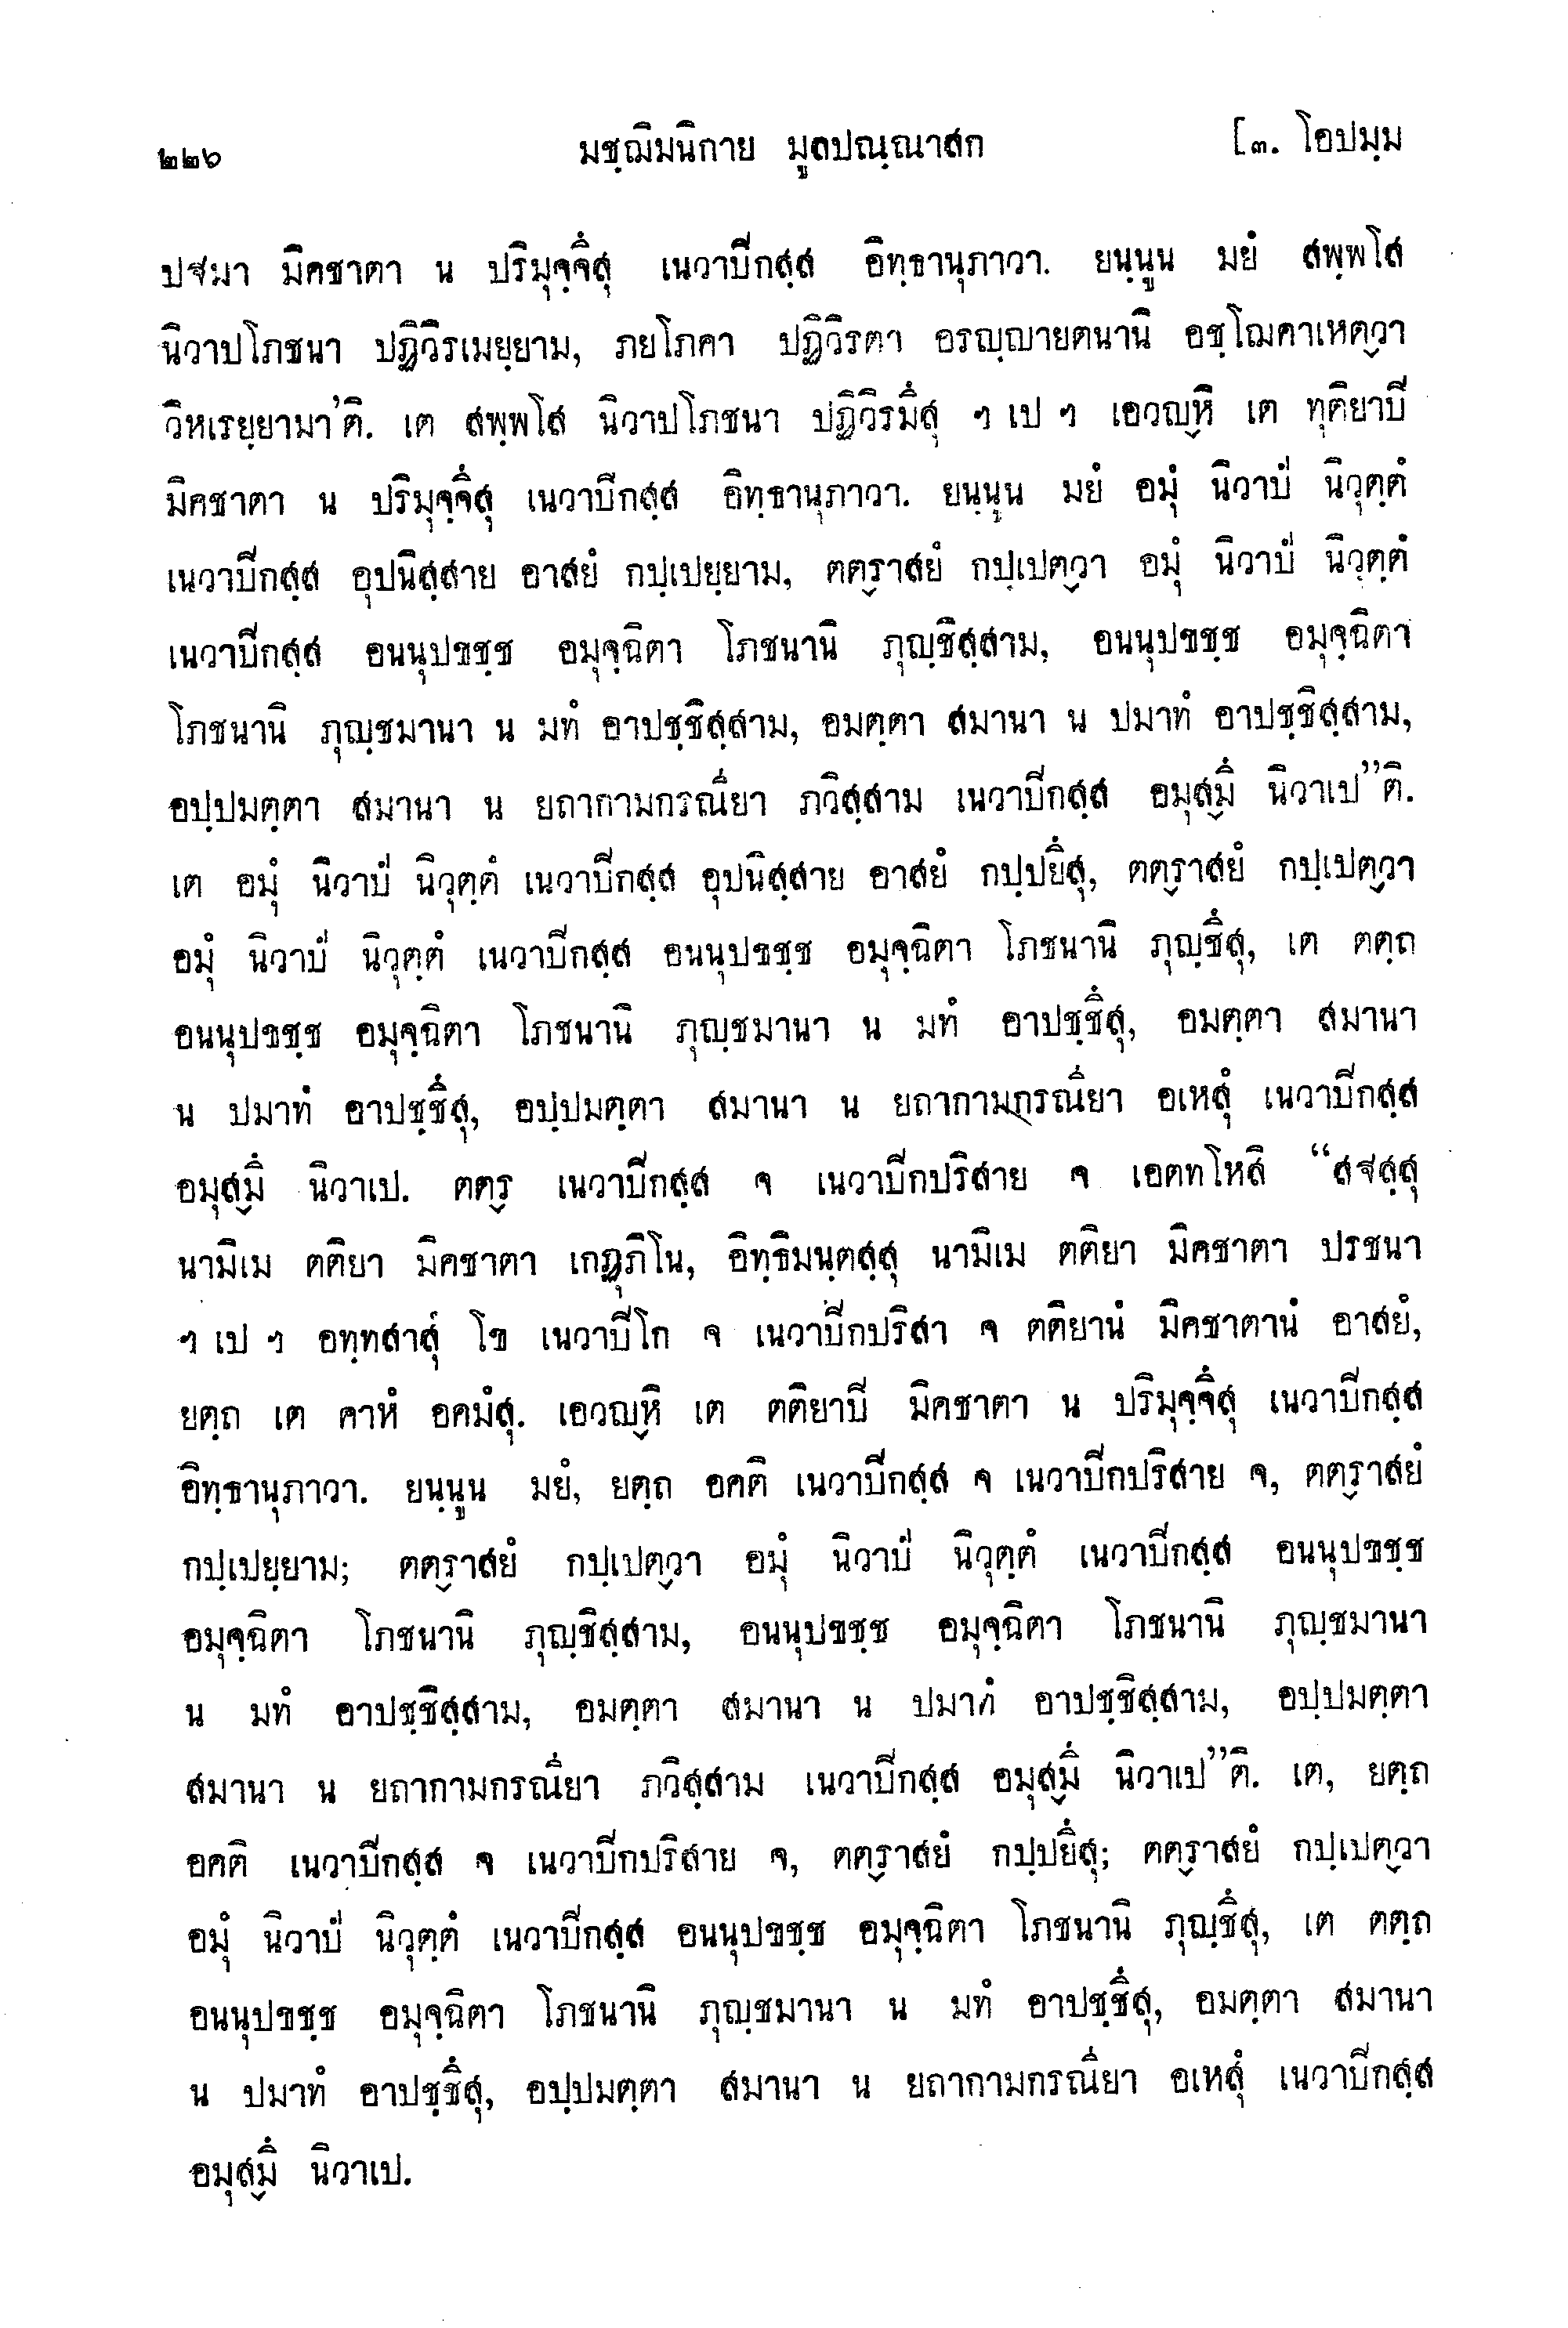 ๒๒๖ มชฺฌิมนิกาย มูลปณฺณาสก [๓. โอปมฺม
ปฐมา มิคชาตา น ปริมุจฺจึสุ เนวาปิกสฺส อิทฺธานุภาวา. ยนฺนูน มยํ สพฺพโส
นิวาปโภชนา ปฏิวิรเมยฺยาม, ภยโภคา ปฏิวิรตา อรญฺญายตนานิ อชฺโฌคาเหต๎วา
วิหเรยฺยามา'ติ. เต สพฺพโส นิวาปโภชนา ปฏิวิรมึสุ ฯ เป ฯ เอวญ๎หิ เต ทุติยาปิ
มิคชาตา น ปริมุจฺจึสุ เนวาปิกสฺส อิทฺธานุภาวา. ยนฺนูน มยํ อมุํ นิวาปํ นิวุตฺตํ
เนวาปิกสฺส อุปนิสฺสาย อาสยํ กปฺเปยฺยาม, ตต๎ราสยํ กปฺเปต๎วา อมุํ นิวาปํ นิวุตฺตํ
เนวาปิกสฺส อนนุปขชฺช อมุจฺฉิตา โภชนานิ ภุญฺชิสฺสาม, อนนุปขชฺช อมุจฺฉิตา
โภชนานิ ภุญฺชมานา น มทํ อาปชฺชิสฺสาม, อมตฺตา สมานา น ปมาทํ อาปชฺชิสฺสาม,
อปฺปมตฺตา สมานา น ยถากามกรณียา ภวิสฺสาม เนวาปิกสฺส อมุส๎มึ นิวาเป”ติ.
เต อมุํ นิวาปํ นิวุตฺตํ เนวาปิกสฺส อุปนิสฺสาย อาสยํ กปฺปยึสุ, ตต๎ราสยํ กปฺเปต๎วา
อมุํ นิวาปํ นิวุตฺตํ เนวาปิกสฺส อนนุปขชฺช อมุจฺฉิตา โภชนานิ ภุญฺชึสุ, เต ตตฺถ
อนนุปขชฺช อมุจฺฉิตา โภชนานิ ภุญฺชมานา น มทํ อาปชฺชึสุ, อมตฺตา สมานา
น ปมาทํ อาปชฺชึสุ, อปฺปมตฺตา สมานา น ยถากามกรณียา อเหสุํ เนวาปิกสฺส
อมุส๎มึ นิวาเป. ตต๎ร เนวาปิกสฺส จ เนวาปิกปริสาย จ เอตทโหสิ “สฐสฺสุ
นามิเม ตติยา มิคชาตา เกฏุภิโน, อิทฺธิมนฺตสฺสุ นามิเม ตติยา มิคชาตา ปรชนา
ฯ เป ฯ อทฺทสาสุํ โข เนวาปิโก จ เนวาปิกปริสา จ ตติยานํ มิคชาตานํ อาสยํ,
ยตฺถ เต คาหํ อคมํสุ. เอวญ๎หิ เต ตติยาปิ มิคชาตา น ปริมุจฺจึสุ เนวาปิกสฺส
อิทฺธานุภาวา. ยนฺนูน มยํ, ยตฺถ อคติ เนวาปิกสฺส จ เนวาปิกปริสาย จ, ตต๎ราสยํ
กปฺเปยฺยาม; ตต๎ราสยํ กปฺเปต๎วา อมุํ นิวาปํ นิวุตฺตํ เนวาปิกสฺส อนนุปขชฺช
อมุจฺฉิตา โภชนานิ ภุญฺชิสฺสาม, อนนุปขชฺช อมุจฺฉิตา โภชนานิ ภุญฺชมานา
น มทํ อาปชฺชิสฺสาม, อมตฺตา สมานา น ปมาทํ อาปชฺชิสฺสาม, อปฺปมตฺตา
สมานา น ยถากามกรณียา ภวิสฺสาม เนวาปิกสฺส อมุส๎มึ นิวาเป”ติ. เต, ยตฺถ
อคติ เนวาปิกสฺส จ เนวาปิกปริสาย จ, ตต๎ราสยํ กปฺปยึสุ; ตต๎ราสยํ กปฺเปต๎วา
อมุํ นิวาปํ นิวุตฺตํ เนวาปิกสฺส อนนุปขชฺช อมุจฺฉิตา โภชนานิ ภุญฺชึสุ, เต ตตฺถ
อนนุปขชฺช อมุจฺฉิตา โภชนานิ ภุญฺชมานา น มทํ อาปชฺชึสุ, อมตฺตา สมานา
น ปมาทํ อาปชฺชึสุ, อปฺปมตฺตา สมานา น ยถากามกรณียา อเหสุํ เนวาปิกสฺส
อมุส๎มึ นิวาเป.